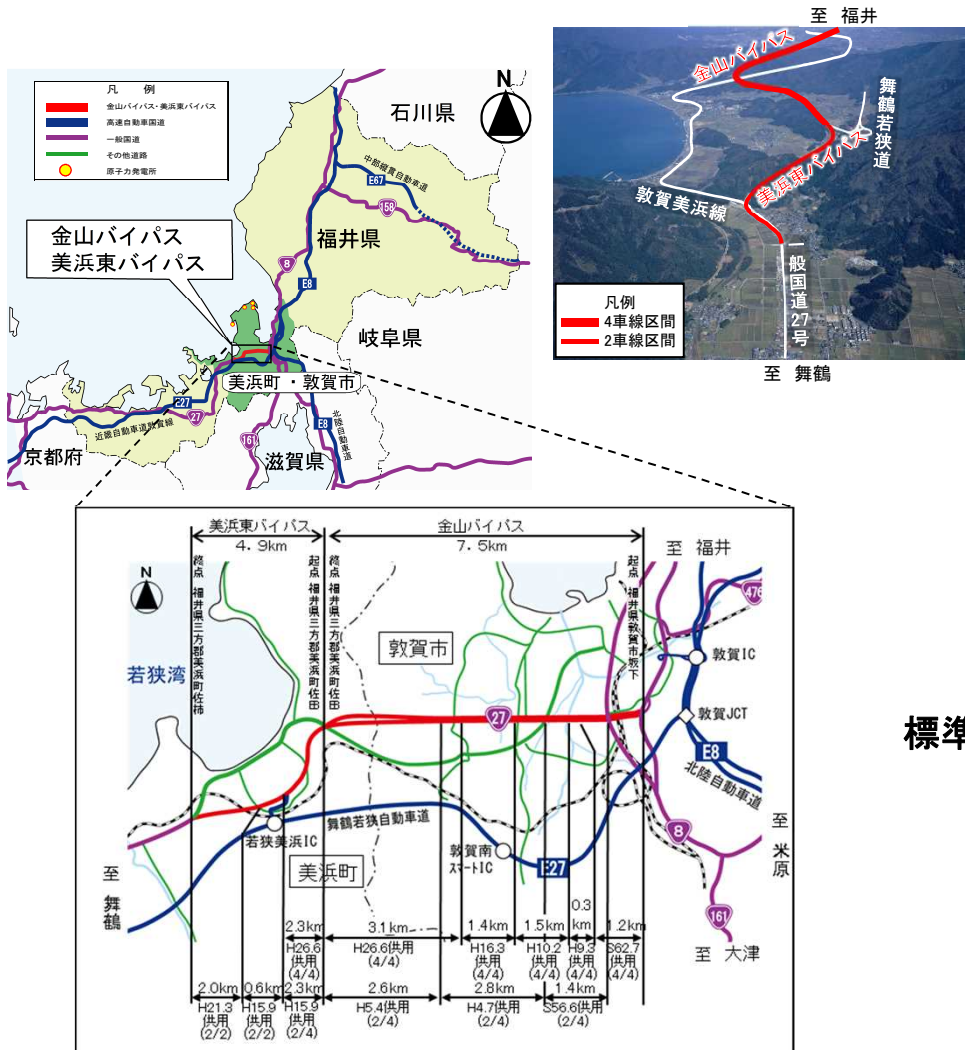 凡　例
金山バイパス・美浜東バイパス
高速自動車国道
一般国道
その他道路
原子力発電所
N
石川県
中部縦貫自動車道
E67
158
福井県
金山バイパス
美浜東バイパス
8
E8
岐阜県
美浜町・敦賀市
E27
27
近畿自動車道敦賀線
京都府
161
滋賀県
E8
北陸自動車道
至 福井
金山バイパス
舞鶴若狭道
美浜東バイパス
敦賀美浜線
一般国道27号
凡例
4車線区間
2車線区間
至 舞鶴
美浜東バイパス
4.9km
金山バイパス
7.5km
終点 福井県三方郡美浜町佐柿
起点 福井県三方郡美浜町佐田
終点 福井県三方郡美浜町佐田
起点 福井県敦賀市坂下
至 福井
N
476
若狭湾
敦賀市
敦賀IC
27
敦賀JCT
E8
北陸自動車道
舞鶴若狭自動車道
若狭美浜IC
敦賀南
スマートIC
E27
8
至 米原
美浜町
至 舞鶴
161
至 大津
2.3km
3.1km
1.4km
1.5km
0.3
km
1.2km
H26.6
供用
(4/4)
H26.6供用
(4/4)
H16.3
供用
(4/4)
H10.2
供用
(4/4)
H9.3
供用
(4/4)
S62.7
供用
(4/4)
2.0km
0.6km
2.3km
2.6km
2.8km
1.4km
H21.3
供用
(2/2)
H15.9
供用
(2/2)
H15.9
供用
(2/4)
H5.4供用
(2/4)
H4.7供用
(2/4)
S56.6供用
(2/4)
標準